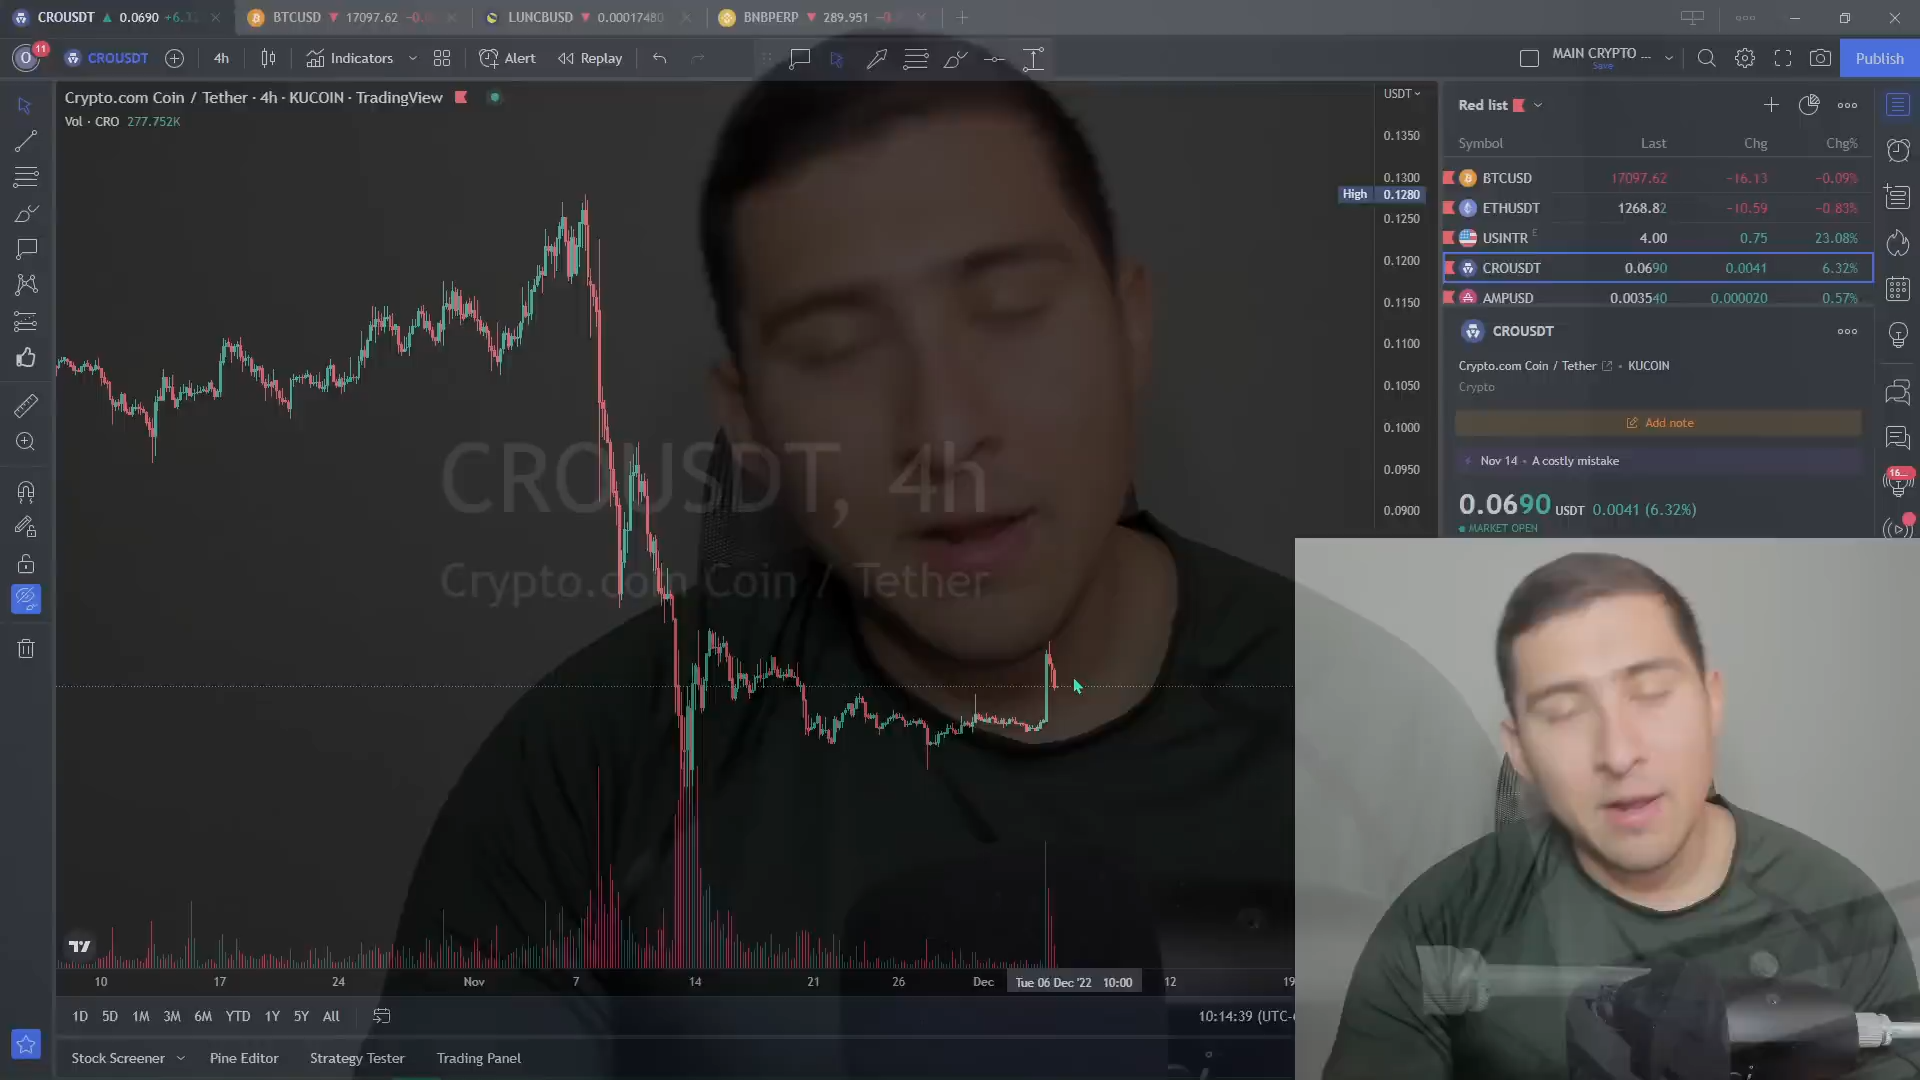 CROUSDT 0.0690 +6.3
BTCUSD 17097.62 -0.0
LUNCBUSD 0.00017480
BNBPERP 289.951
O 11 CROUSDT 4h Indicators Alert Replay
MAIN CRYPTO ... Save Publish
Crypto.com Coin / Tether · 4h · KUCOIN · TradingView
Vol · CRO 277.752K
USDT
0.1350
0.1300
High 0.1280
0.1250
0.1200
0.1150
0.1100
0.1050
0.1000
0.0950
0.0900
CROUSDT, 4h
Crypto.com Coin / Tether
Red list
Symbol Last Chg Chg%
BTCUSD 17097.62 -16.13 -0.09%
ETHUSDT 1268.82 -10.59 -0.83%
USINTR E 4.00 0.75 23.08%
CROUSDT 0.0690 0.0041 6.32%
AMPUSD 0.003540 0.000020 0.57%
CROUSDT
Crypto.com Coin / Tether · KUCOIN
Crypto
Add note
Nov 14 · A costly mistake
0.0690 USDT 0.0041 (6.32%)
MARKET OPEN
16...
10 17 24 Nov 7 14 21 26 Dec Tue 06 Dec '22 10:00 12 19
1D 5D 1M 3M 6M YTD 1Y 5Y All
10:14:39 (UTC-
Stock Screener Pine Editor Strategy Tester Trading Panel